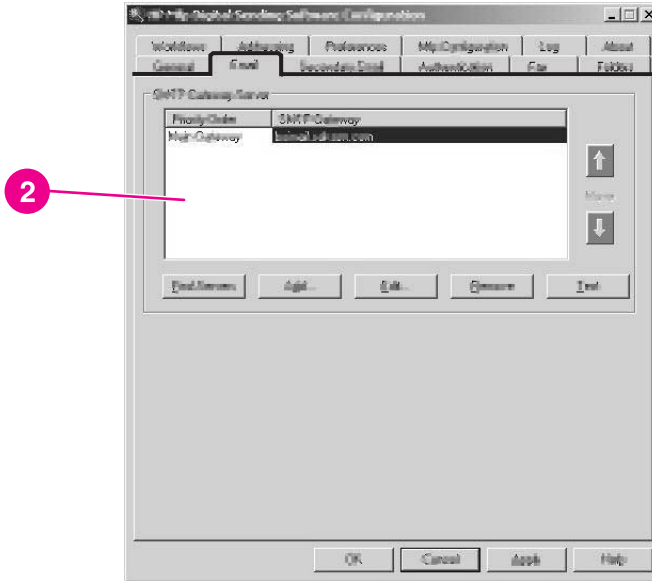 HP Mfp Digital Sending Software Configuration
Workflows Addressing Preferences Mfp Configuration Log About
General Email Secondary Email Authentication Fax Folders
SMTP Gateway Server
Priority Order SMTP Gateway
Main Gateway
2
Move
Find Servers Add... Edit... Remove Test
OK Cancel Apply Help